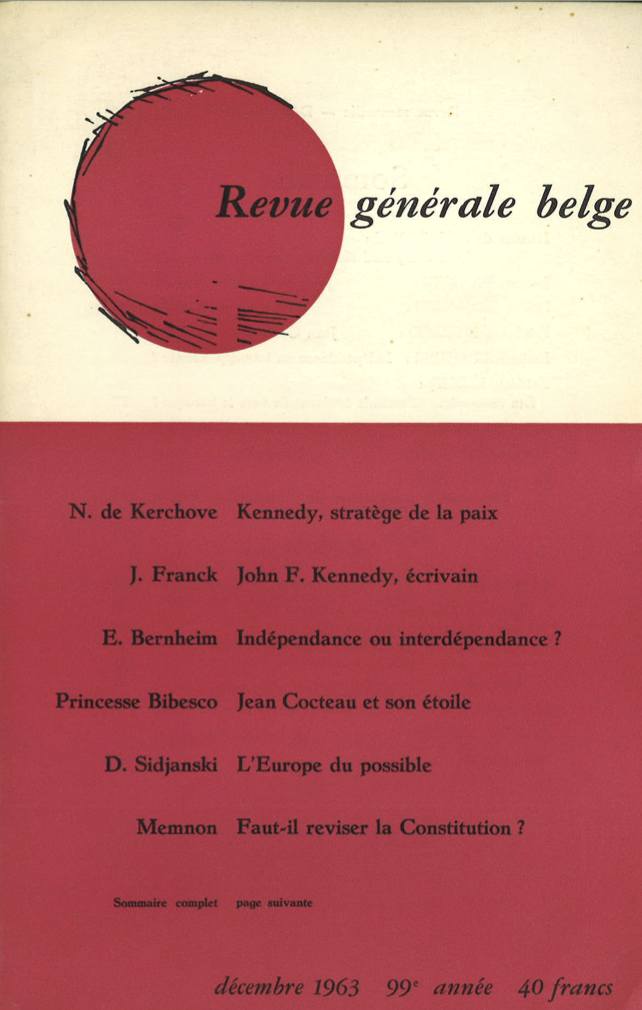 Revue générale belge
N. de Kerchove Kennedy, stratège de la paix
J. Franck John F. Kennedy, écrivain
E. Bernheim Indépendance ou interdépendance ?
Princesse Bibesco Jean Cocteau et son étoile
D. Sidjanski L'Europe du possible
Memnon Faut-il reviser la Constitution ?
Sommaire complet page suivante
décembre 1963 99e année 40 francs